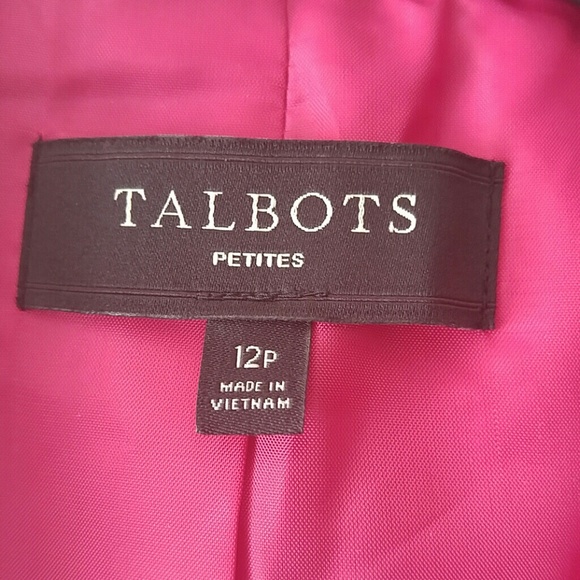 TALBOTS
PETITES
12P
MADE IN
VIETNAM